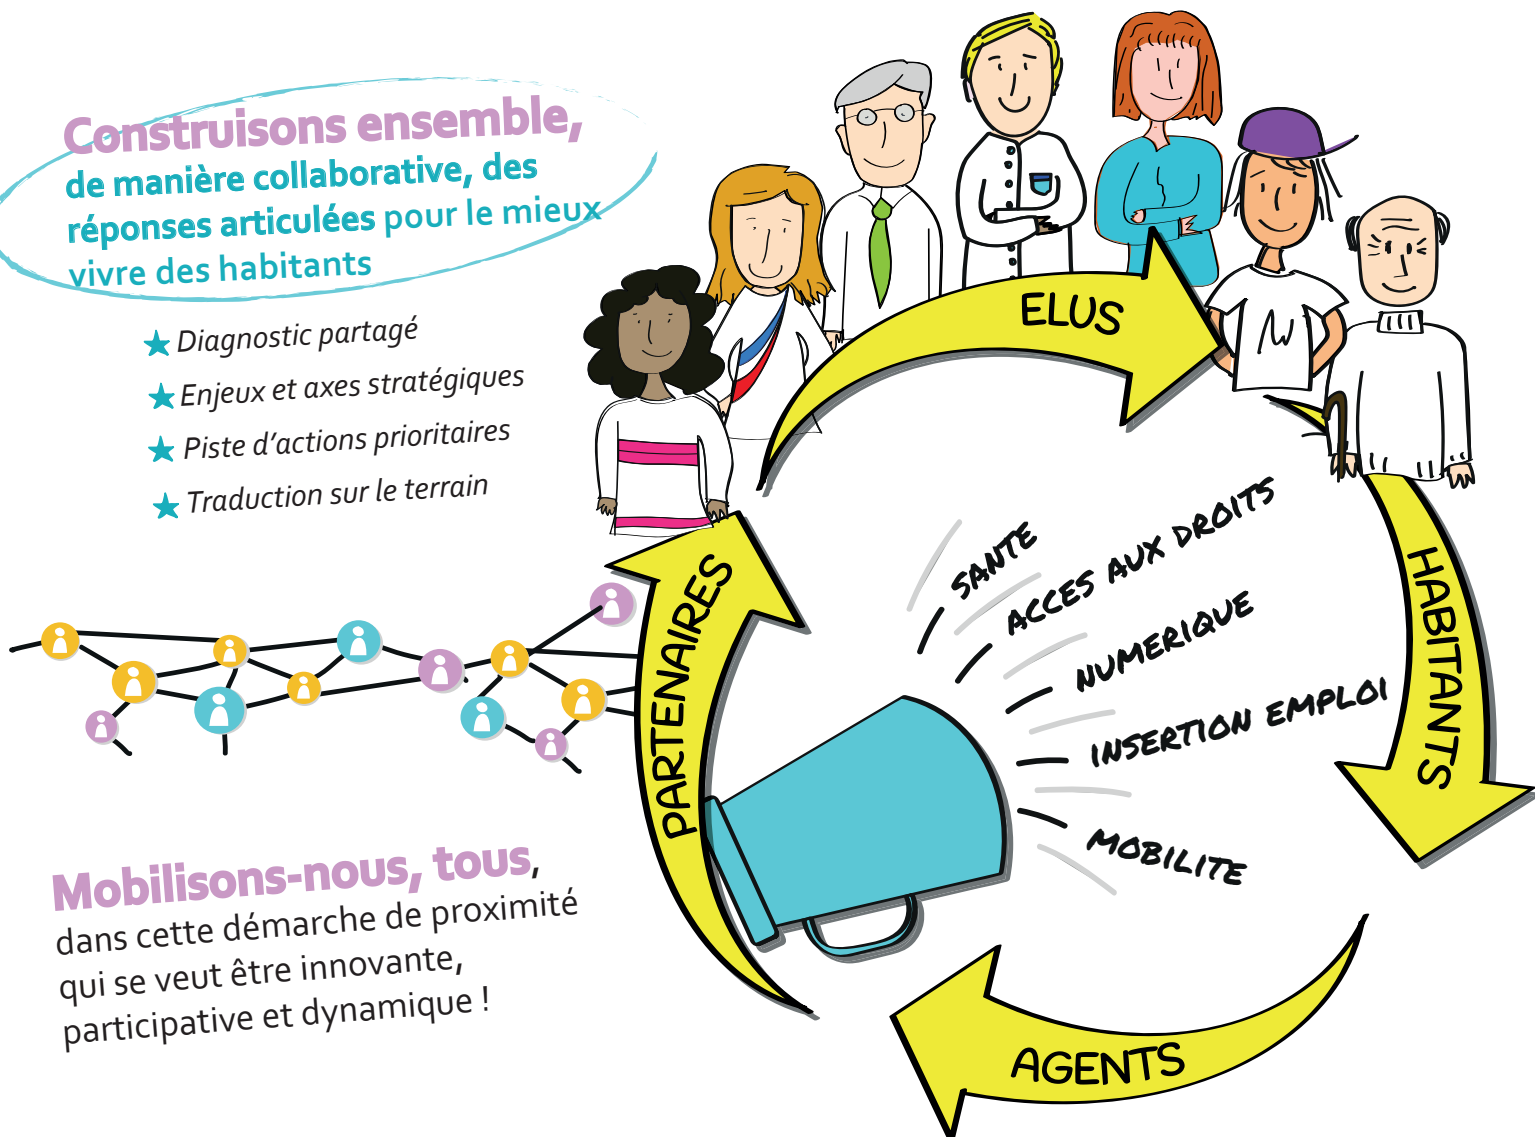 Construisons ensemble,
de manière collaborative, des
réponses articulées pour le mieux
vivre des habitants
Diagnostic partagé
Enjeux et axes stratégiques
Piste d’actions prioritaires
Traduction sur le terrain
Mobilisons-nous, tous,
dans cette démarche de proximité
qui se veut être innovante,
participative et dynamique !
ELUS
HABITANTS
AGENTS
PARTENAIRES
SANTE
ACCES AUX DROITS
NUMERIQUE
INSERTION EMPLOI
MOBILITE